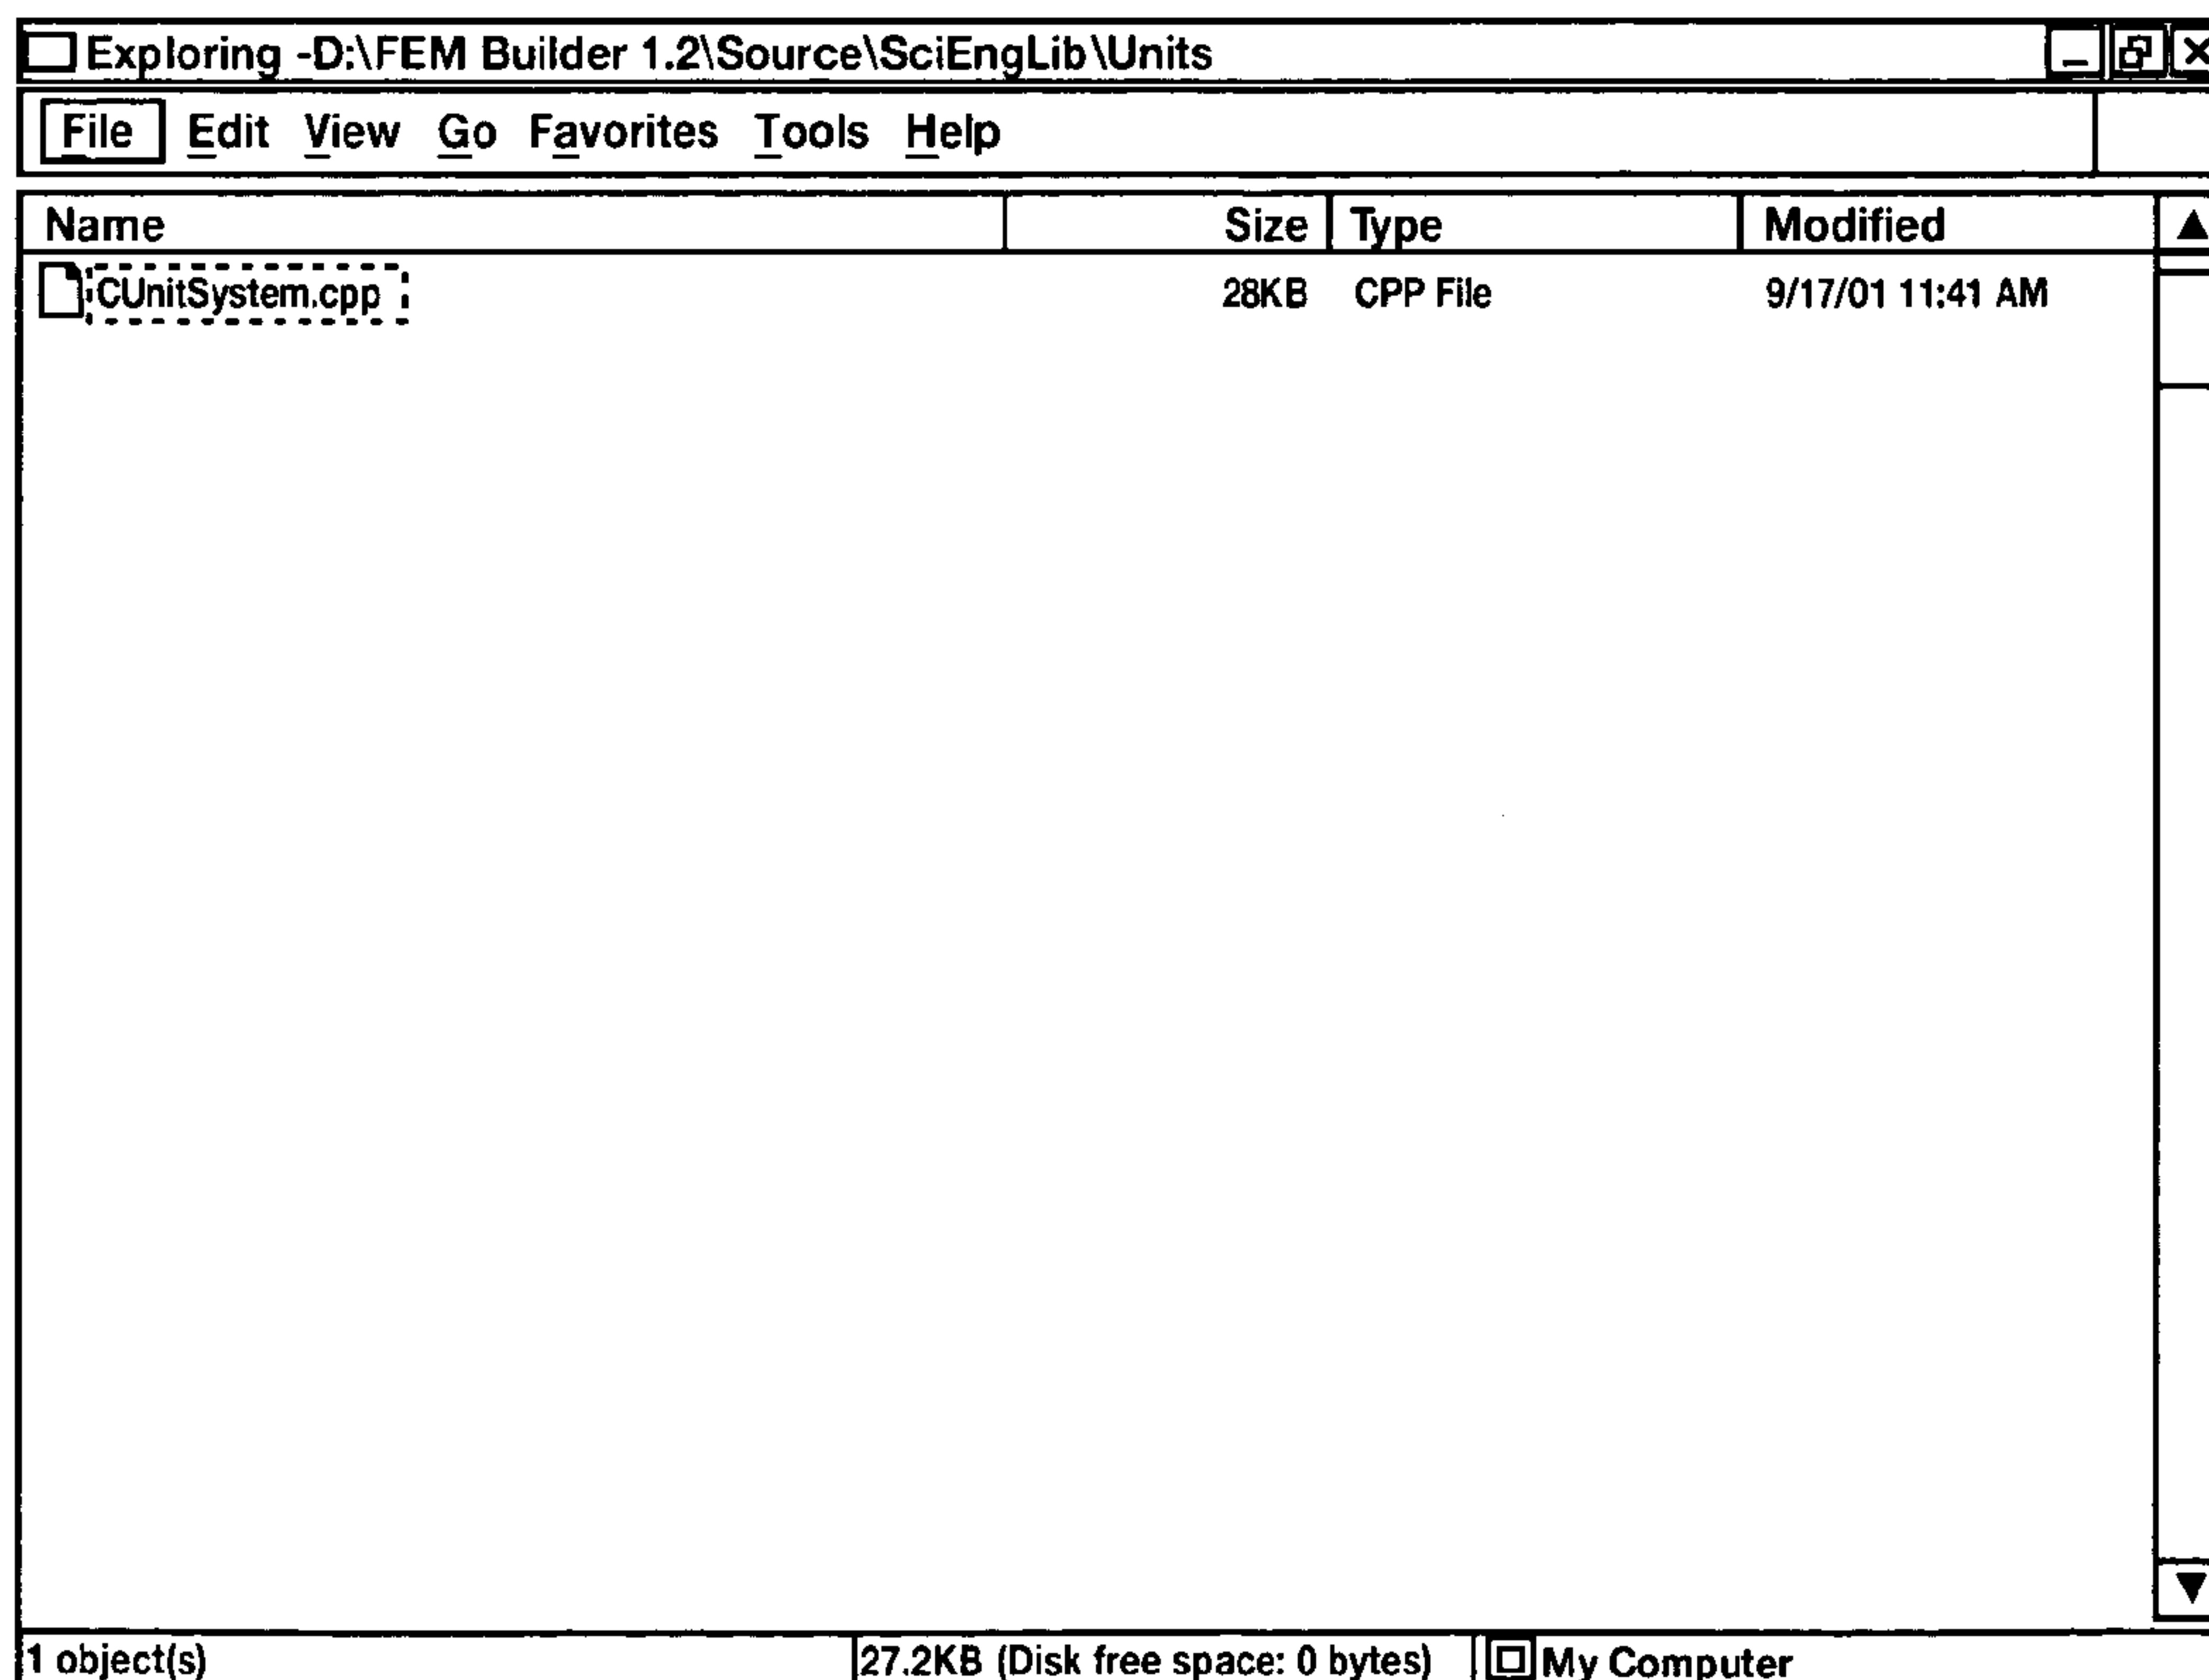 Exploring -D:\FEM Builder 1.2\Source\SciEngLib\Units
File Edit View Go Favorites Tools Help
Name Size Type Modified
CUnitSystem.cpp 28KB CPP File 9/17/01 11:41 AM
1 object(s) 27.2KB (Disk free space: 0 bytes) My Computer